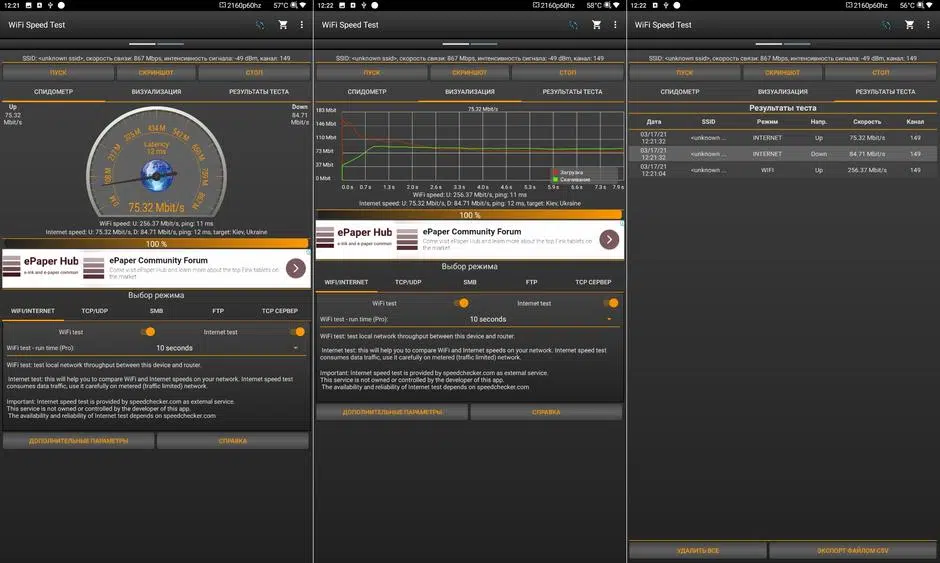 12:21
2160p60hz
57°C
WiFi Speed Test
SSID: <unknown ssid>, скорость связи: 867 Mbps, интенсивность сигнала: -49 dBm, канал: 149
ПУСК
СКРИНШОТ
СТОП
СПИДОМЕТР
ВИЗУАЛИЗАЦИЯ
РЕЗУЛЬТАТЫ ТЕСТА
Up
75.32
Mbit/s
Down
84.71
Mbit/s
0 M
108 M
217 M
325 M
434 M
542 M
650 M
759 M
867 M
Latency
12 ms
75.32 Mbit/s
WiFi speed: U: 256.37 Mbit/s, ping: 11 ms
Internet speed: U: 75.32 Mbit/s, D: 84.71 Mbit/s, ping: 12 ms, target: Kiev, Ukraine
100 %
ePaper Hub
e-ink and e-paper commun
ePaper Community Forum
Come visit ePaper Hub and learn more about the top Eink tablets on
the market
Выбор режима
WIFI/INTERNET
TCP/UDP
SMB
FTP
TCP СЕРВЕР
WiFi test
Internet test
WiFi test - run time (Pro):
10 seconds
WiFi test: test local network throughput between this device and router.
Internet test: this will help you to compare WiFi and Internet speeds on your network. Internet speed test
consumes data traffic, use it carefully on metered (traffic limited) network.
Important: Internet speed test is provided by speedchecker.com as external service.
This service is not owned or controlled by the developer of this app.
The availability and reliability of Internet test depends on speedchecker.com
ДОПОЛНИТЕЛЬНЫЕ ПАРАМЕТРЫ
СПРАВКА
12:22
2160p60hz
58°C
WiFi Speed Test
SSID: <unknown ssid>, скорость связи: 867 Mbps, интенсивность сигнала: -49 dBm, канал: 149
ПУСК
СКРИНШОТ
СТОП
СПИДОМЕТР
ВИЗУАЛИЗАЦИЯ
РЕЗУЛЬТАТЫ ТЕСТА
75.32 Mbit/s
183 Mbit
146 Mbit
110 Mbit
73 Mbit
37 Mbit
0 Mbit
Загрузка
Скачивание
0.0 s
0.7 s
1.3 s
2.0 s
2.6 s
3.3 s
3.9 s
4.6 s
5.3 s
5.9 s
6.6 s
7.3 s
7.9 s
WiFi speed: U: 256.37 Mbit/s, ping: 11 ms
Internet speed: U: 75.32 Mbit/s, D: 84.71 Mbit/s, ping: 12 ms, target: Kiev, Ukraine
100 %
ePaper Hub
e-ink and e-paper commun
ePaper Community Forum
Come visit ePaper Hub and learn more about the top Eink tablets on
the market
Выбор режима
WIFI/INTERNET
TCP/UDP
SMB
FTP
TCP СЕРВЕР
WiFi test
Internet test
WiFi test - run time (Pro):
10 seconds
WiFi test: test local network throughput between this device and router.
Internet test: this will help you to compare WiFi and Internet speeds on your network. Internet speed test
consumes data traffic, use it carefully on metered (traffic limited) network.
Important: Internet speed test is provided by speedchecker.com as external service.
This service is not owned or controlled by the developer of this app.
The availability and reliability of Internet test depends on speedchecker.com
ДОПОЛНИТЕЛЬНЫЕ ПАРАМЕТРЫ
СПРАВКА
12:22
2160p60hz
56°C
WiFi Speed Test
SSID: <unknown ssid>, скорость связи: 867 Mbps, интенсивность сигнала: -49 dBm, канал: 149
ПУСК
СКРИНШОТ
СТОП
СПИДОМЕТР
ВИЗУАЛИЗАЦИЯ
РЕЗУЛЬТАТЫ ТЕСТА
Результаты теста
Дата SSID Режим Напр. Скорость Канал
03/17/21
12:21:32 <unknown ... INTERNET Up 75.32 Mbit/s 149
03/17/21
12:21:32 <unknown ... INTERNET Down 84.71 Mbit/s 149
03/17/21
12:21:04 <unknown ... WIFI Up 256.37 Mbit/s 149
УДАЛИТЬ ВСЕ
ЭКСПОРТ ФАЙЛОМ CSV